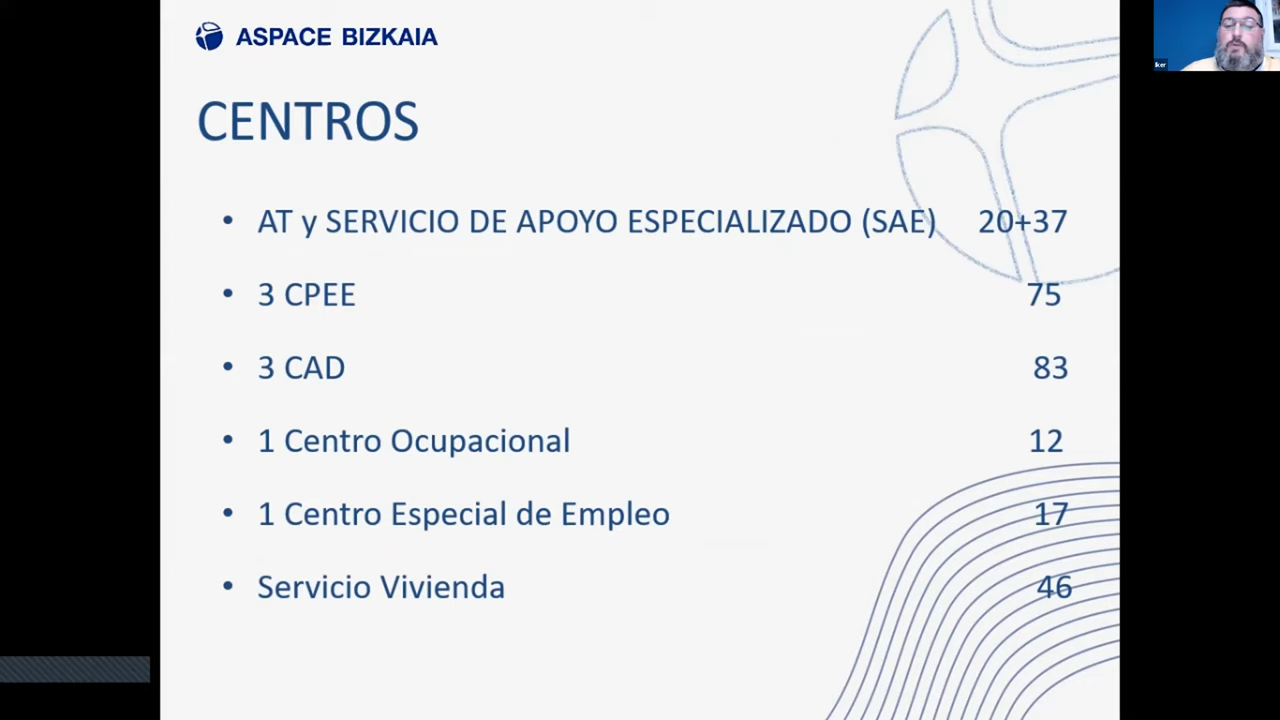 ASPACE BIZKAIA
CENTROS
• AT y SERVICIO DE APOYO ESPECIALIZADO (SAE) 20+37
• 3 CPEE 75
• 3 CAD 83
• 1 Centro Ocupacional 12
• 1 Centro Especial de Empleo 17
• Servicio Vivienda 46
Iker